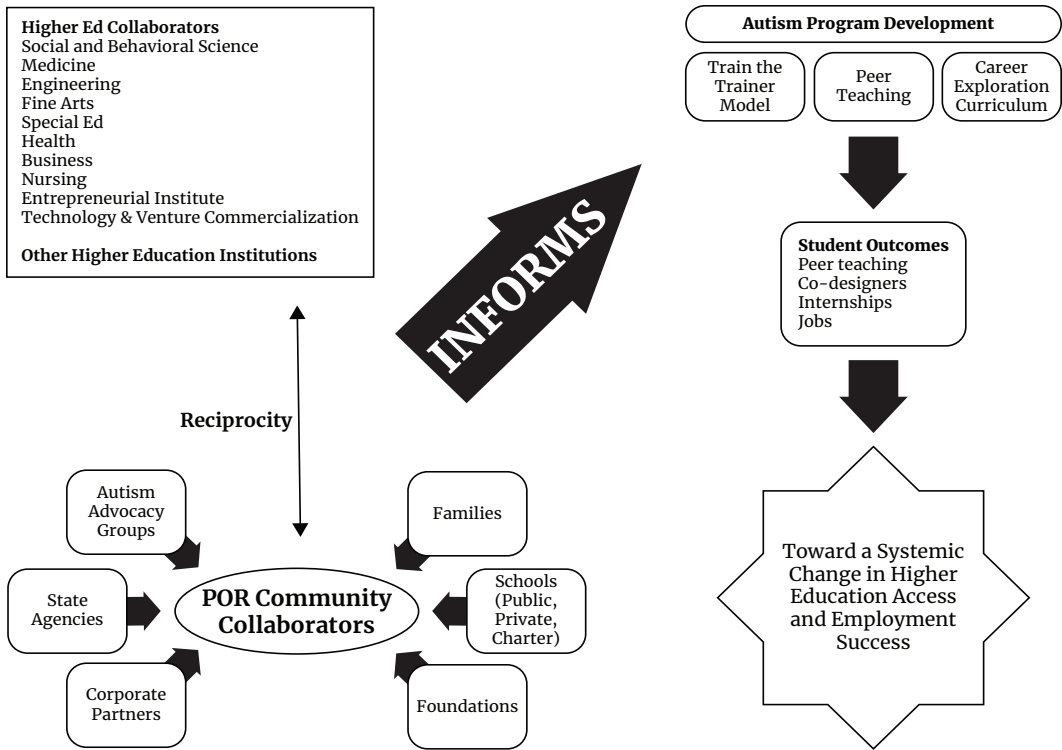 Higher Ed Collaborators
Social and Behavioral Science
Medicine
Engineering
Fine Arts
Special Ed
Health
Business
Nursing
Entrepreneurial Institute
Technology & Venture Commercialization
Other Higher Education Institutions
Reciprocity
Autism
Advocacy
Groups
State
Agencies
Corporate
Partners
POR Community
Collaborators
Families
Schools
(Public,
Private,
Charter)
Foundations
INFORMS
Autism Program Development
Train the
Trainer
Model
Peer
Teaching
Career
Exploration
Curriculum
Student Outcomes
Peer teaching
Co-designers
Internships
Jobs
Toward a Systemic
Change in Higher
Education Access
and Employment
Success